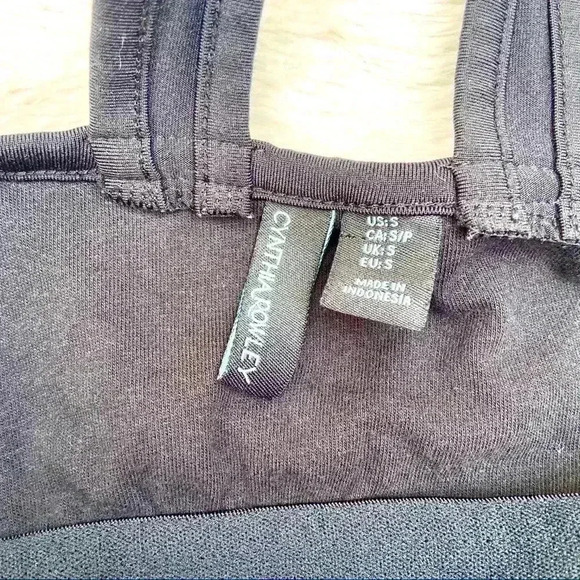 CYNTHIA ROWLEY
US: S
CA: S/P
UK: S
EU: S
MADE IN
INDONESIA